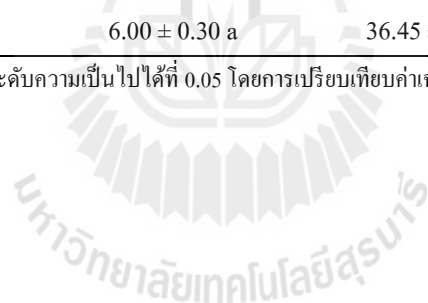 6.00 ± 0.30 a 36.45
ะดับความเป็นไปได้ที่ 0.05 โดยการเปรียบเทียบค่าเ
มหาวิทยาลัยเทคโนโลยีสุรนารี